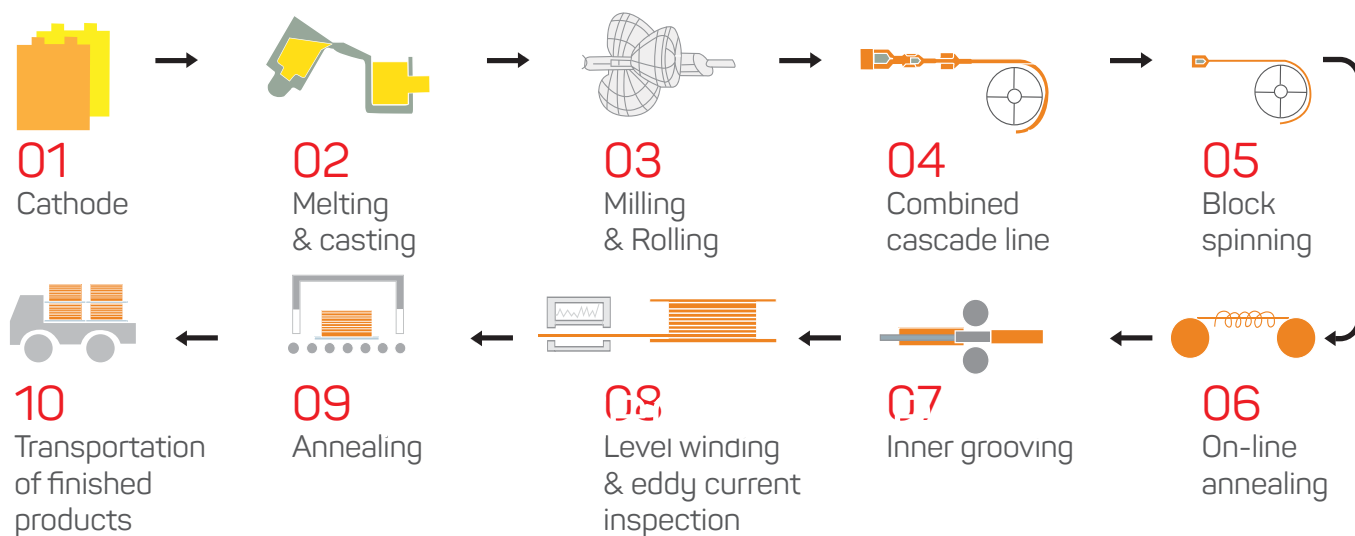 01
Cathode
02
Melting
& casting
03
Milling
& Rolling
04
Combined
cascade line
05
Block
spinning
06
On-line
annealing
07
Inner grooving
08
Level winding
& eddy current
inspection
09
Annealing
10
Transportation
of finished
products